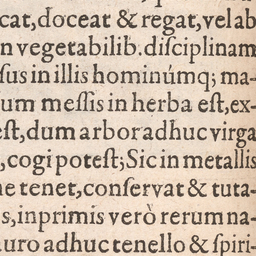 cat, doceat & regat, vel ab
n vegetabilib. diſciplinam
ſus in illis hominúmq; ma-
um meſſis in herba eſt, ex-
eſt, dum arbor adhuc virga
, cogi poteſt; Sic in metallis
ne tenet, conſervat & tuta-
s, inprimis verò rerum na-
uro adhuc tenello & ſpiri-